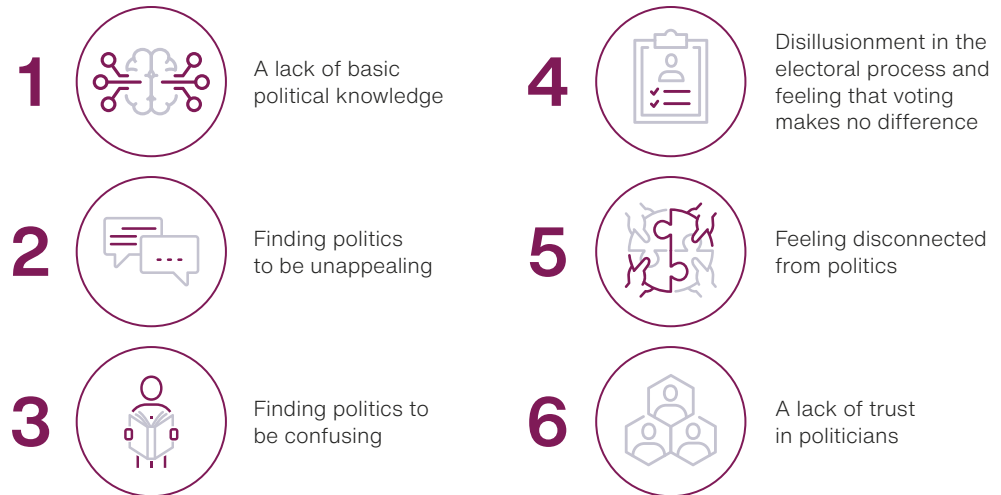 1
A lack of basic
political knowledge
2
Finding politics
to be unappealing
3
Finding politics to
be confusing
4
Disillusionment in the
electoral process and
feeling that voting
makes no difference
5
Feeling disconnected
from politics
6
A lack of trust
in politicians